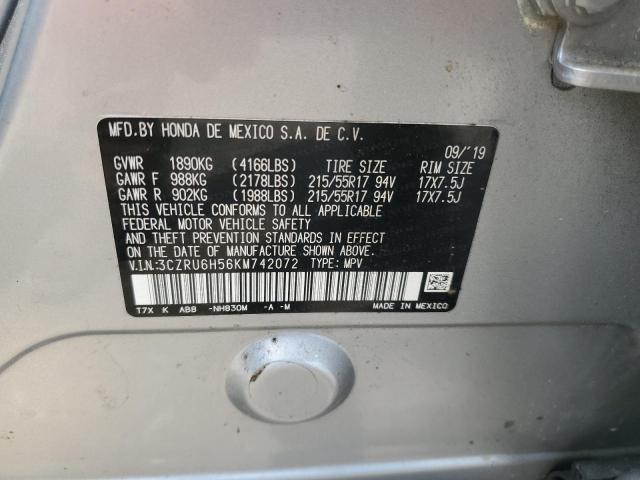 MFD.BY HONDA DE MEXICO S.A. DE C.V.
09/'19
GVWR 1890KG (4166LBS) TIRE SIZE RIM SIZE
GAWR F 988KG (2178LBS) 215/55R17 94V 17X7.5J
GAWR R 902KG (1988LBS) 215/55R17 94V 17X7.5J
THIS VEHICLE CONFORMS TO ALL APPLICABLE
FEDERAL MOTOR VEHICLE SAFETY
AND THEFT PREVENTION STANDARDS IN EFFECT
ON THE DATE OF MANUFACTURE SHOWN ABOVE.
V.I.N:3CZRU6H56KM742072 TYPE: MPV
T7X K ABB -NH830M -A -M MADE IN MEXICO